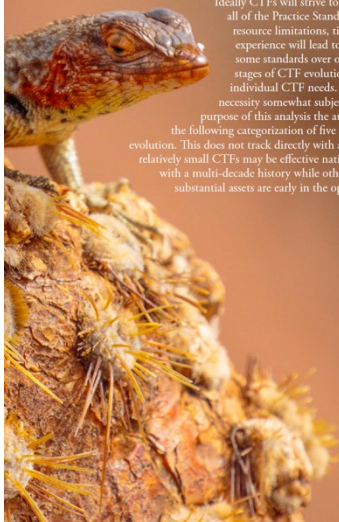 Ideally CTFs will strive to
all of the Practice Stand
resource limitations, ti
experience will lead to
some standards over o
stages of CTF evolutio
individual CTF needs.
necessity somewhat subje
purpose of this analysis the au
the following categorization of five
evolution. This does not track directly with a
relatively small CTFs may be effective nati
with a multi-decade history while oth
substantial assets are early in the op